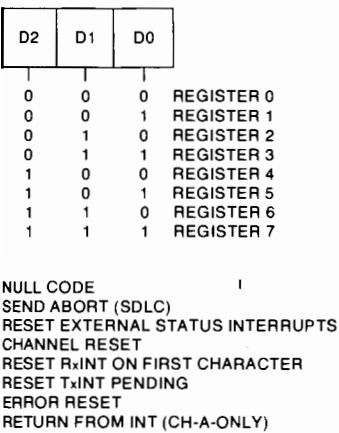 D2 D1 D0
0 0 0 REGISTER 0
0 0 1 REGISTER 1
0 1 0 REGISTER 2
0 1 1 REGISTER 3
1 0 0 REGISTER 4
1 0 1 REGISTER 5
1 1 0 REGISTER 6
1 1 1 REGISTER 7
NULL CODE
SEND ABORT (SDLC)
RESET EXTERNAL STATUS INTERRUPTS
CHANNEL RESET
RESET RxINT ON FIRST CHARACTER
RESET TxINT PENDING
ERROR RESET
RETURN FROM INT (CH-A-ONLY)